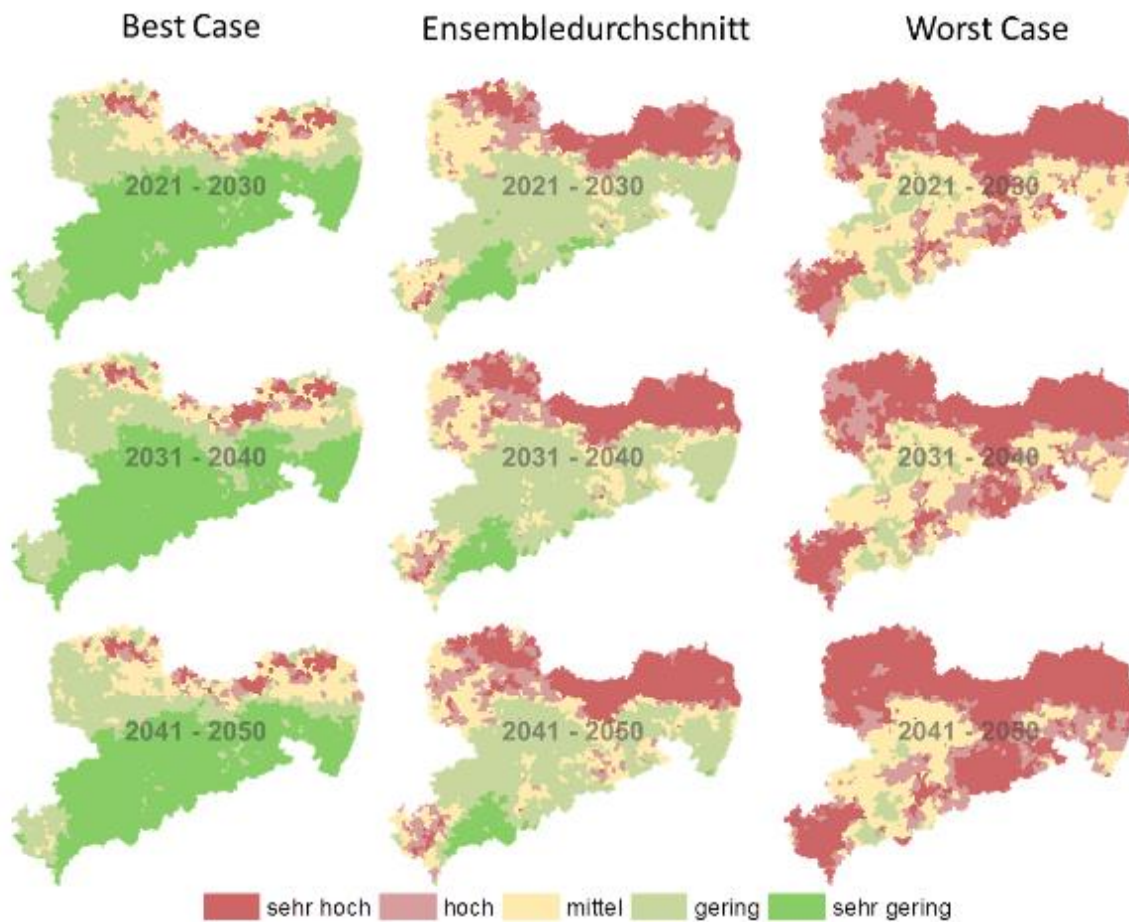 Best Case Ensembledurchschnitt Worst Case
2021 - 2030 2021 - 2030 2021 - 2030
2031 - 2040 2031 - 2040 2031 - 2040
2041 - 2050 2041 - 2050 2041 - 2050
sehr hoch hoch mittel gering sehr gering